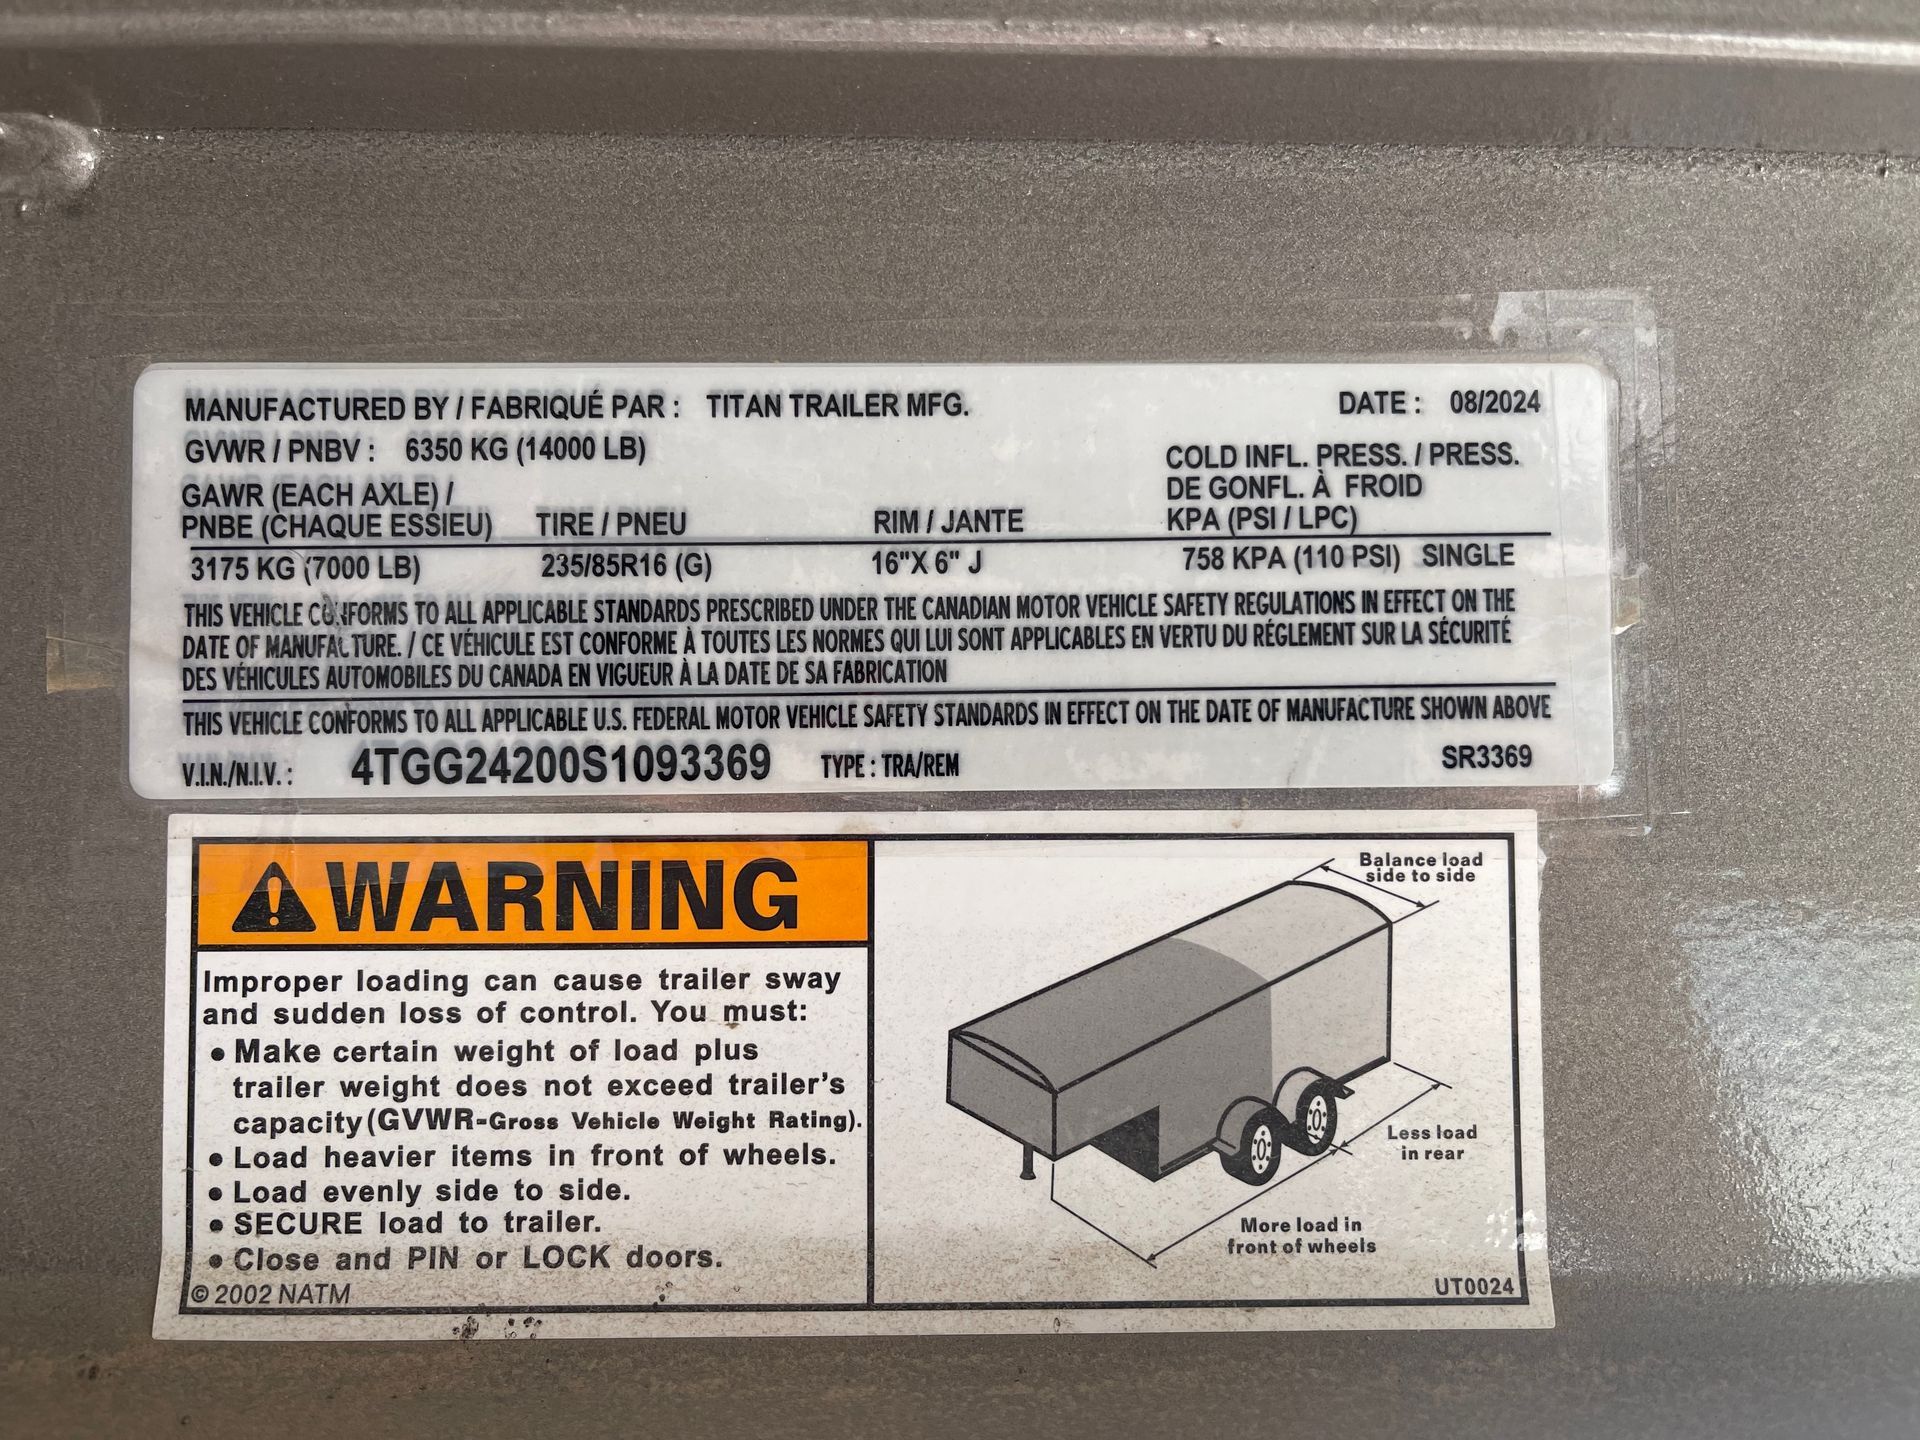 MANUFACTURED BY / FABRIQUÉ PAR : TITAN TRAILER MFG. DATE : 08/2024
GVWR / PNBV : 6350 KG (14000 LB)
GAWR (EACH AXLE) /
PNBE (CHAQUE ESSIEU) TIRE / PNEU RIM / JANTE
COLD INFL. PRESS. / PRESS.
DE GONFL. À FROID
KPA (PSI / LPC)
3175 KG (7000 LB) 235/85R16 (G) 16"X 6" J 758 KPA (110 PSI) SINGLE
THIS VEHICLE CONFORMS TO ALL APPLICABLE STANDARDS PRESCRIBED UNDER THE CANADIAN MOTOR VEHICLE SAFETY REGULATIONS IN EFFECT ON THE
DATE OF MANUFACTURE. / CE VÉHICULE EST CONFORME À TOUTES LES NORMES QUI LUI SONT APPLICABLES EN VERTU DU RÉGLEMENT SUR LA SÉCURITÉ
DES VÉHICULES AUTOMOBILES DU CANADA EN VIGUEUR À LA DATE DE SA FABRICATION
THIS VEHICLE CONFORMS TO ALL APPLICABLE U.S. FEDERAL MOTOR VEHICLE SAFETY STANDARDS IN EFFECT ON THE DATE OF MANUFACTURE SHOWN ABOVE
V.I.N./N.I.V. : 4TGG24200S1093369 TYPE : TRA/REM SR3369
WARNING
Improper loading can cause trailer sway
and sudden loss of control. You must:
• Make certain weight of load plus
trailer weight does not exceed trailer's
capacity (GVWR-Gross Vehicle Weight Rating).
• Load heavier items in front of wheels.
• Load evenly side to side.
• SECURE load to trailer.
• Close and PIN or LOCK doors.
© 2002 NATM
Balance load
side to side
Less load
in rear
More load in
front of wheels
UT0024